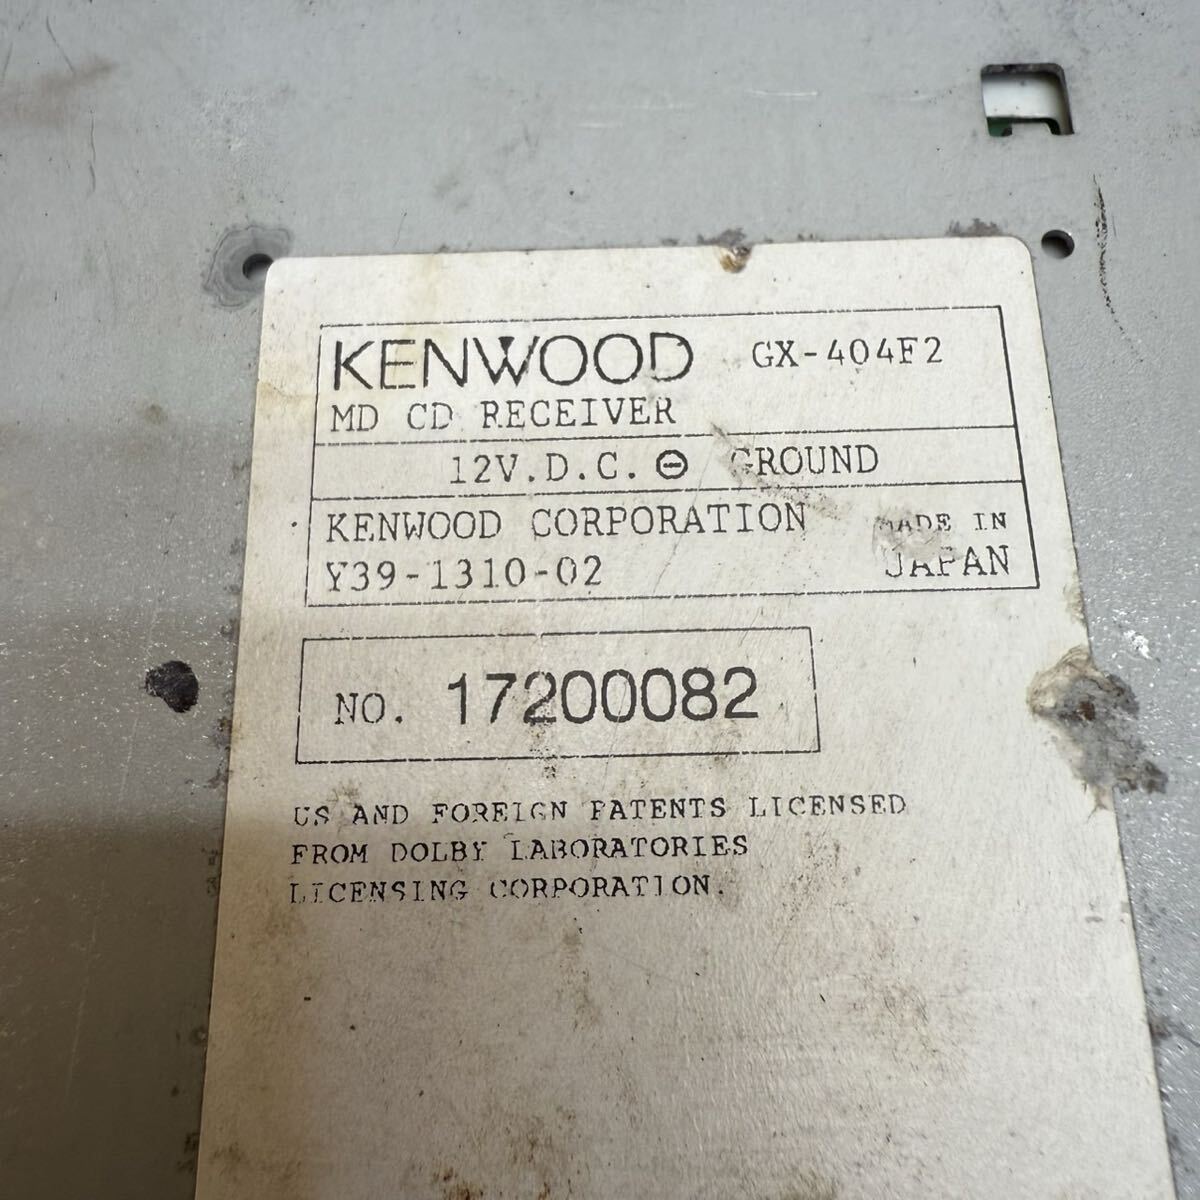 KENWOOD GX-404F2
MD CD RECEIVER
12V.D.C. ⊖ GROUND
KENWOOD CORPORATION MADE IN
Y39-1310-02 JAPAN
NO. 17200082
US AND FOREIGN PATENTS LICENSED
FROM DOLBY LABORATORIES
LICENSING CORPORATION.